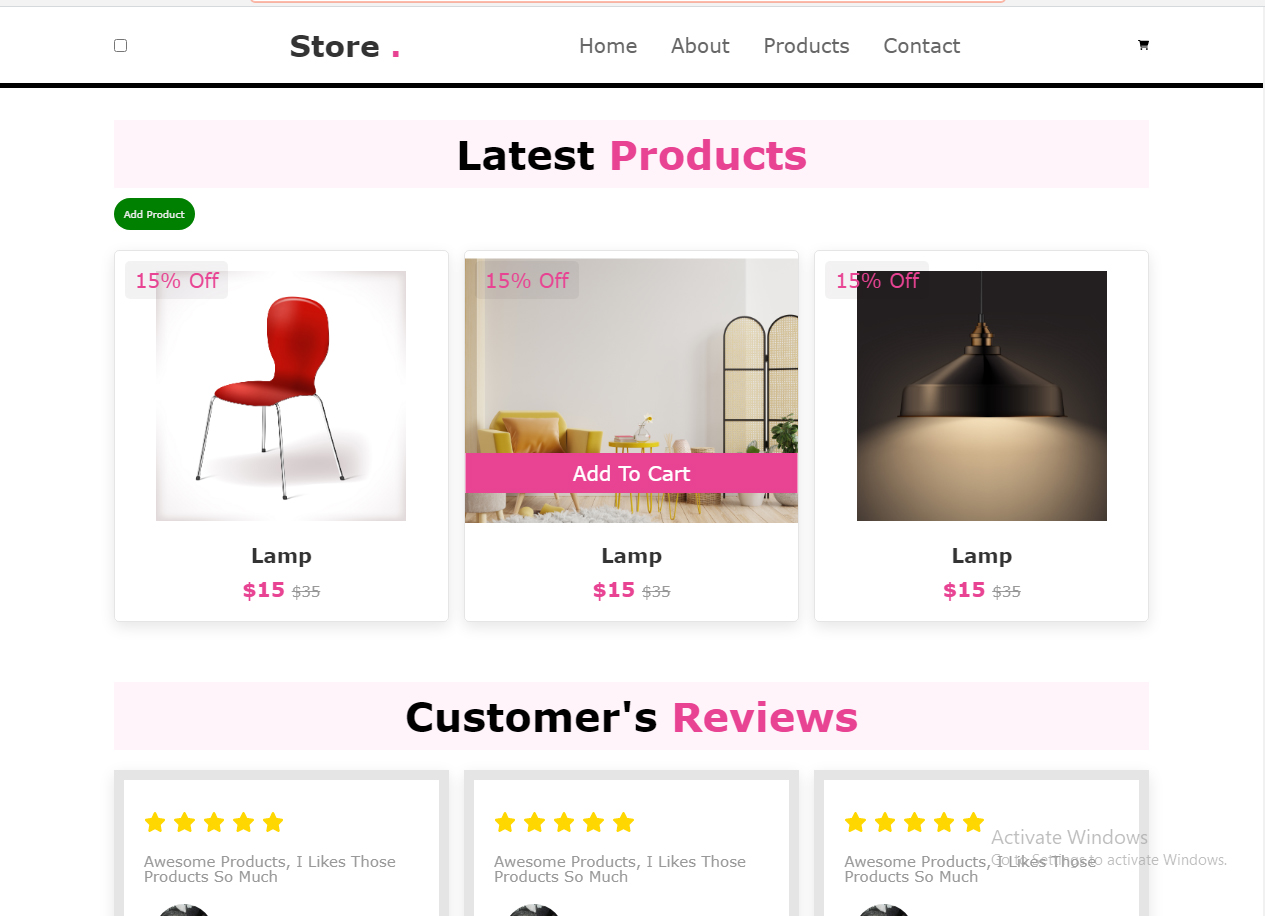 Store .
Home About Products Contact
Latest Products
Add Product
15% Off 15% Off 15% Off
Add To Cart
Lamp Lamp Lamp
$15 $35 $15 $35 $15 $35
Customer's Reviews
Awesome Products, I Likes Those
Products So Much
Awesome Products, I Likes Those
Products So Much
Awesome Products, I Likes Those
Products So Much
Activate Windows
Go to Settings to activate Windows.